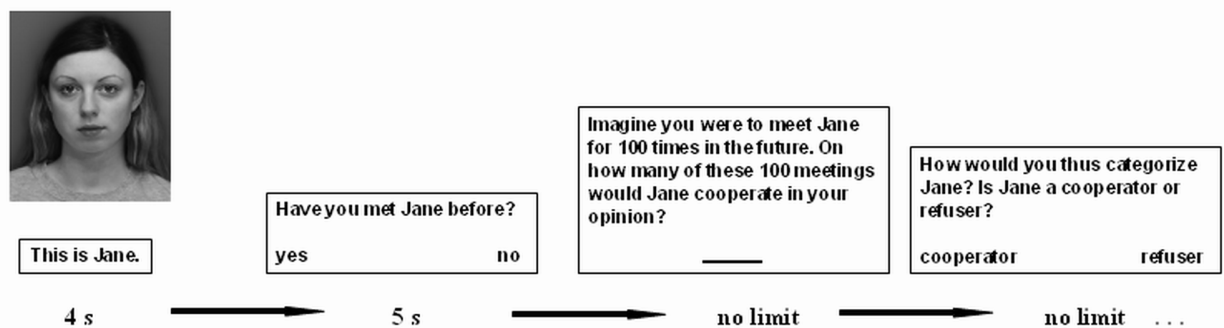 This is Jane.
Have you met Jane before?
yes no
Imagine you were to meet Jane
for 100 times in the future. On
how many of these 100 meetings
would Jane cooperate in your
opinion?
How would you thus categorize
Jane? Is Jane a cooperator or
refuser?
cooperator refuser
4 s 5 s no limit no limit ...